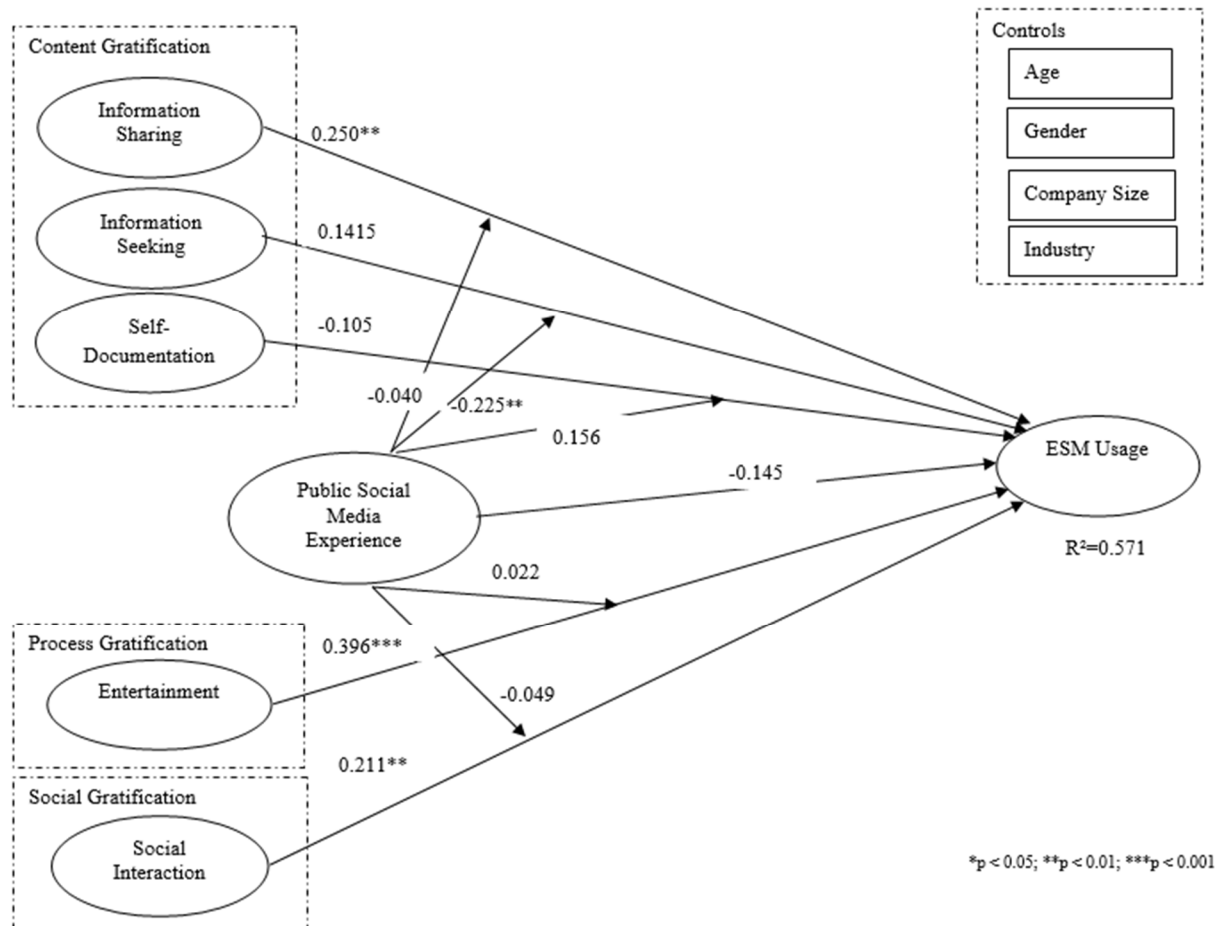 Content Gratification
Information
Sharing
0.250**
Information
Seeking
0.1415
Self-
Documentation
-0.105
-0.040
-0.225**
0.156
Public Social
Media
Experience
-0.145
0.022
Process Gratification
Entertainment
0.396***
-0.049
Social Gratification
Social
Interaction
0.211**
ESM Usage
R²=0.571
Controls
Age
Gender
Company Size
Industry
*p < 0.05; **p < 0.01; ***p < 0.001